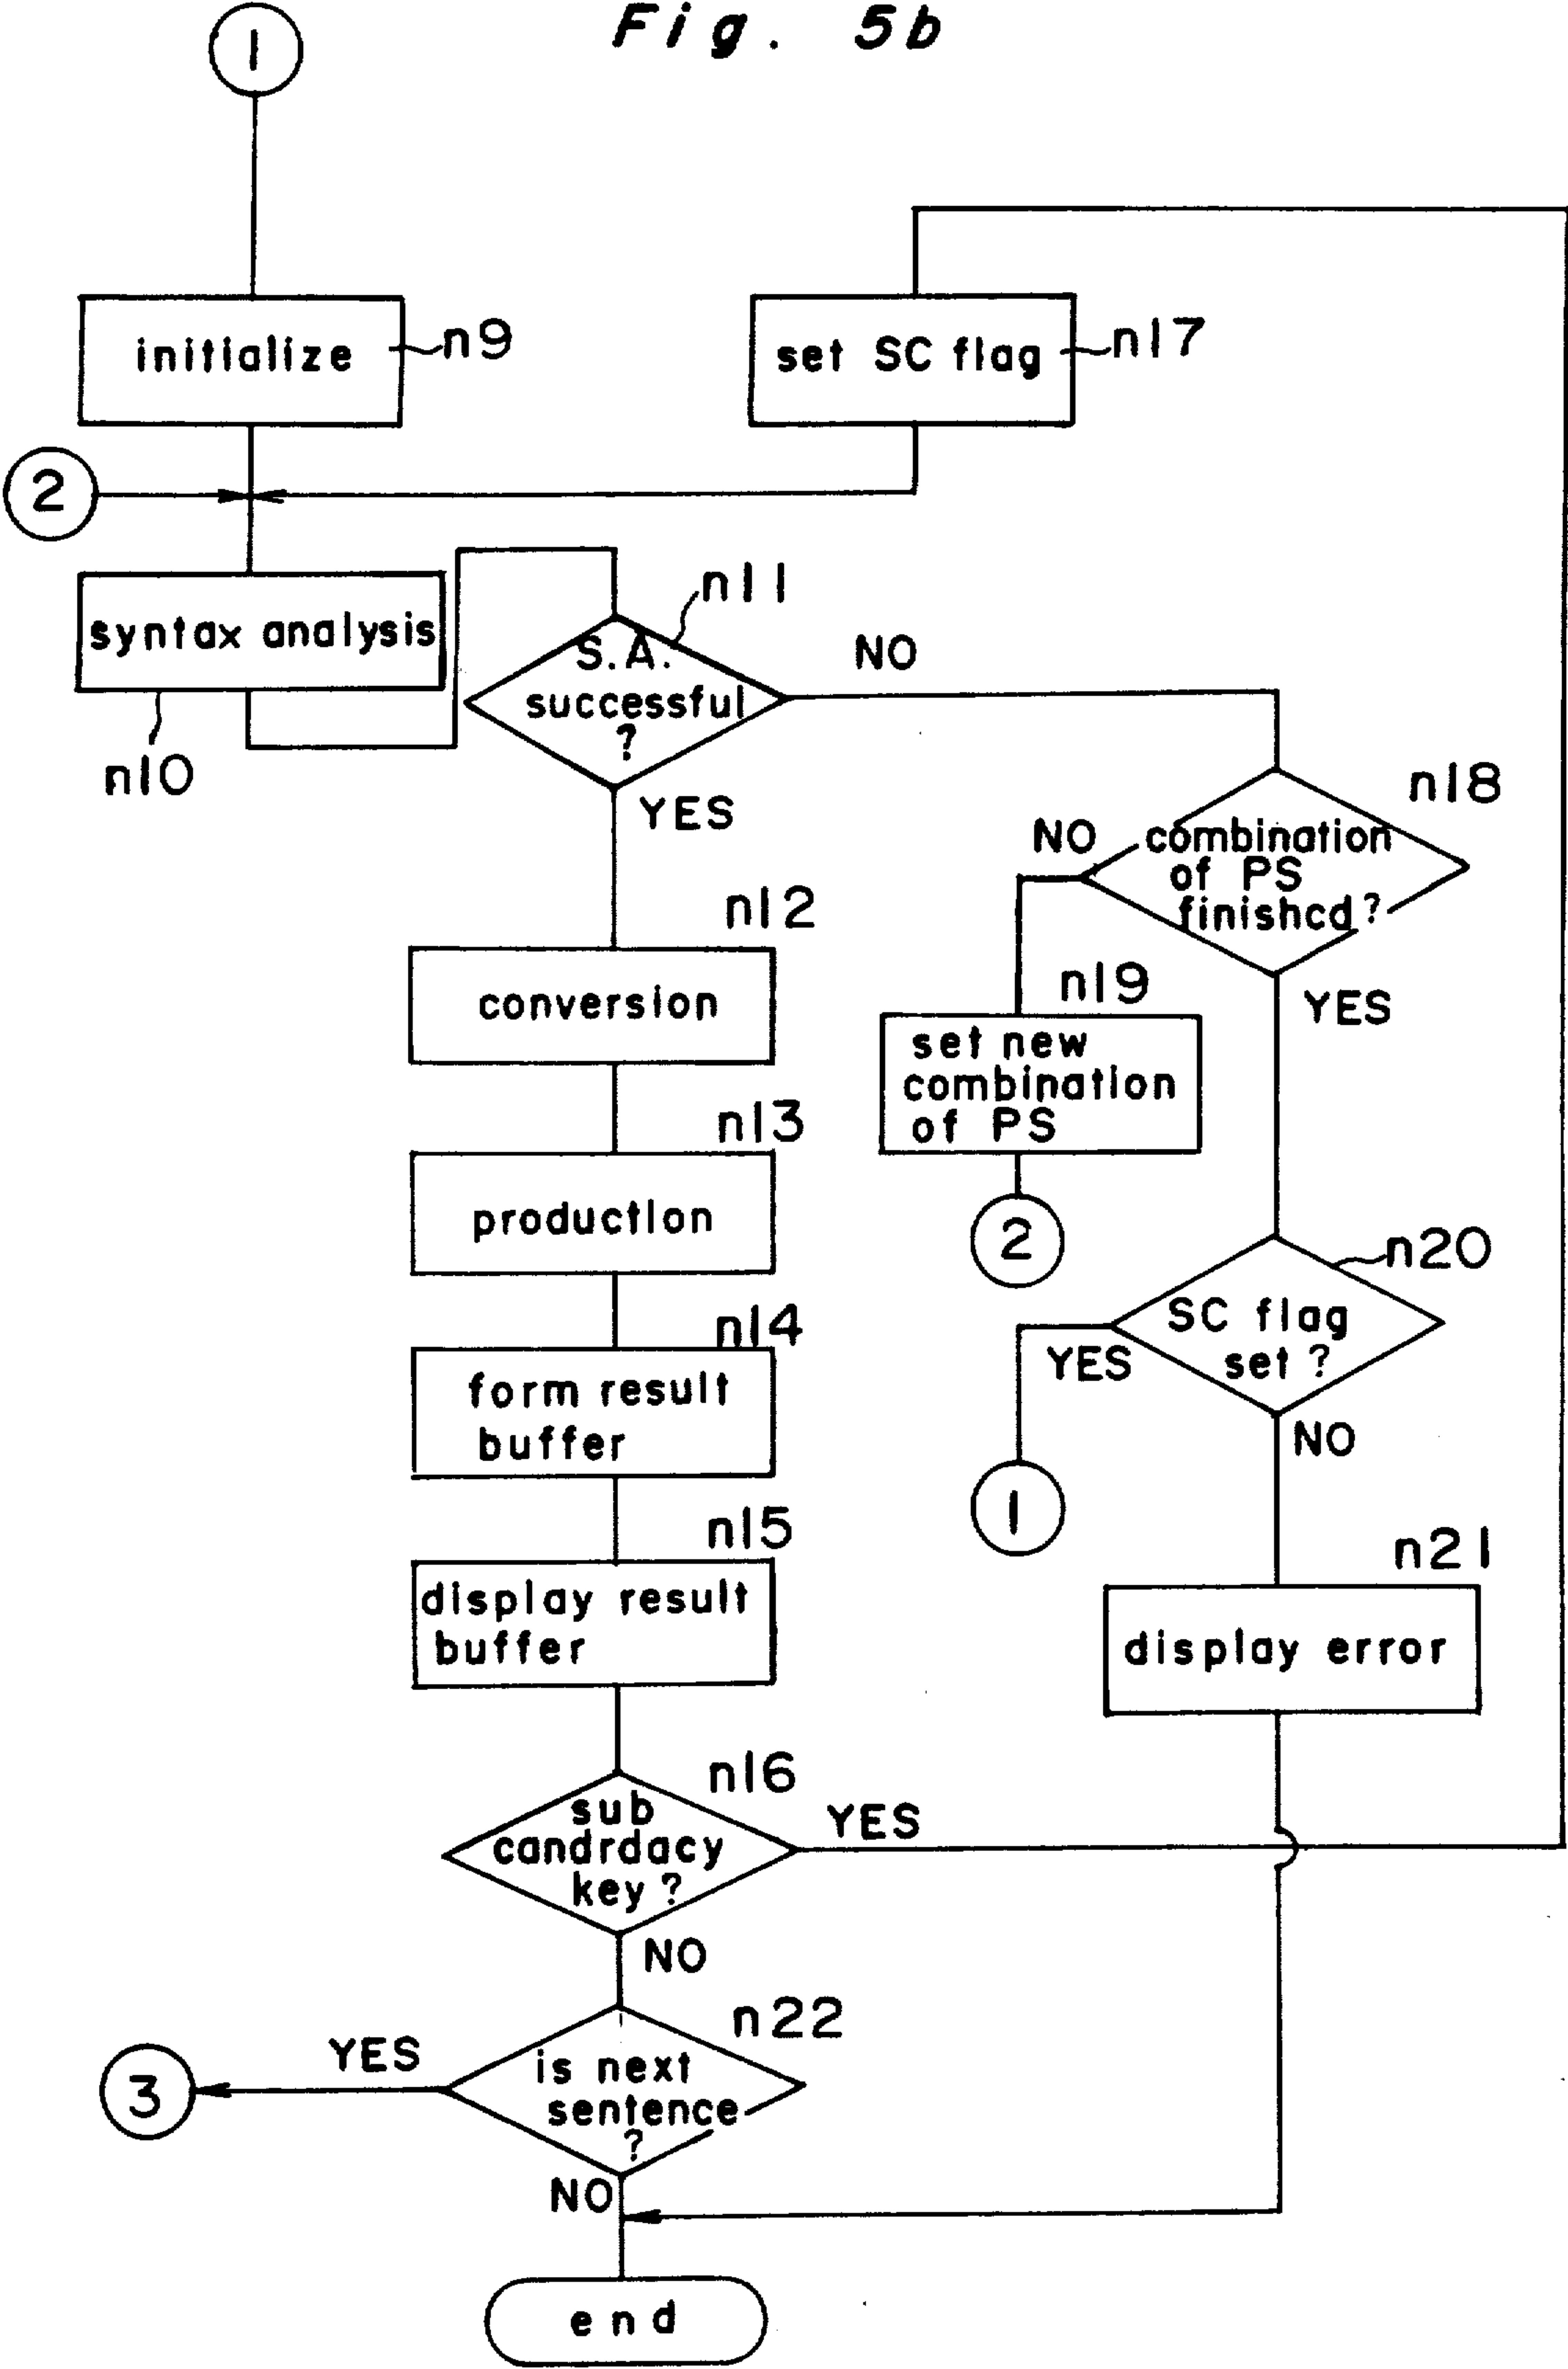 Fig. 5b
1
initialize
n9
set SC flag
n17
2
syntax analysis
n10
S.A.
successful
?
n11
NO
YES
n18
combination
of PS
finishcd?
NO
YES
n12
conversion
n19
set new
combination
of PS
2
n13
production
n20
SC flag
set ?
YES
NO
1
n14
form result
buffer
n15
display result
buffer
n21
display error
n16
sub
candrdacy
key ?
YES
NO
n22
is next
sentence
?
YES
3
NO
end